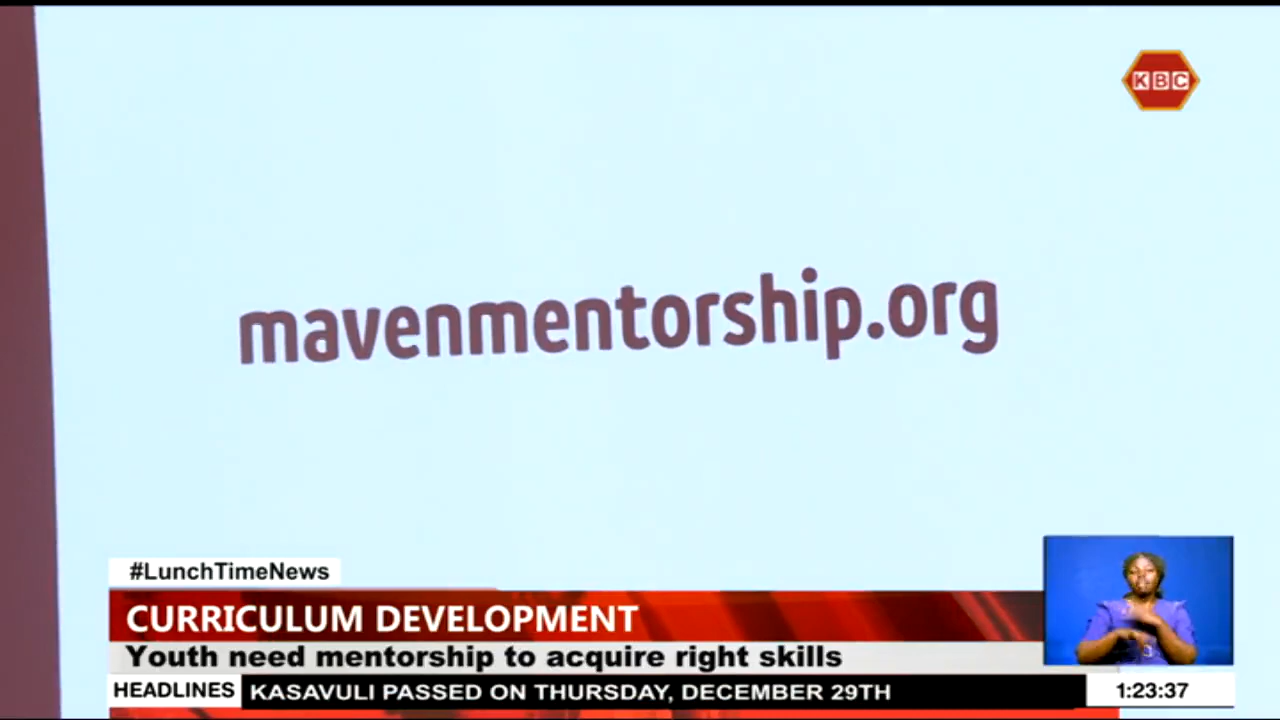 KBC
mavenmentorship.org
#LunchTimeNews
CURRICULUM DEVELOPMENT
Youth need mentorship to acquire right skills
HEADLINES KASAVULI PASSED ON THURSDAY, DECEMBER 29TH 1:23:37